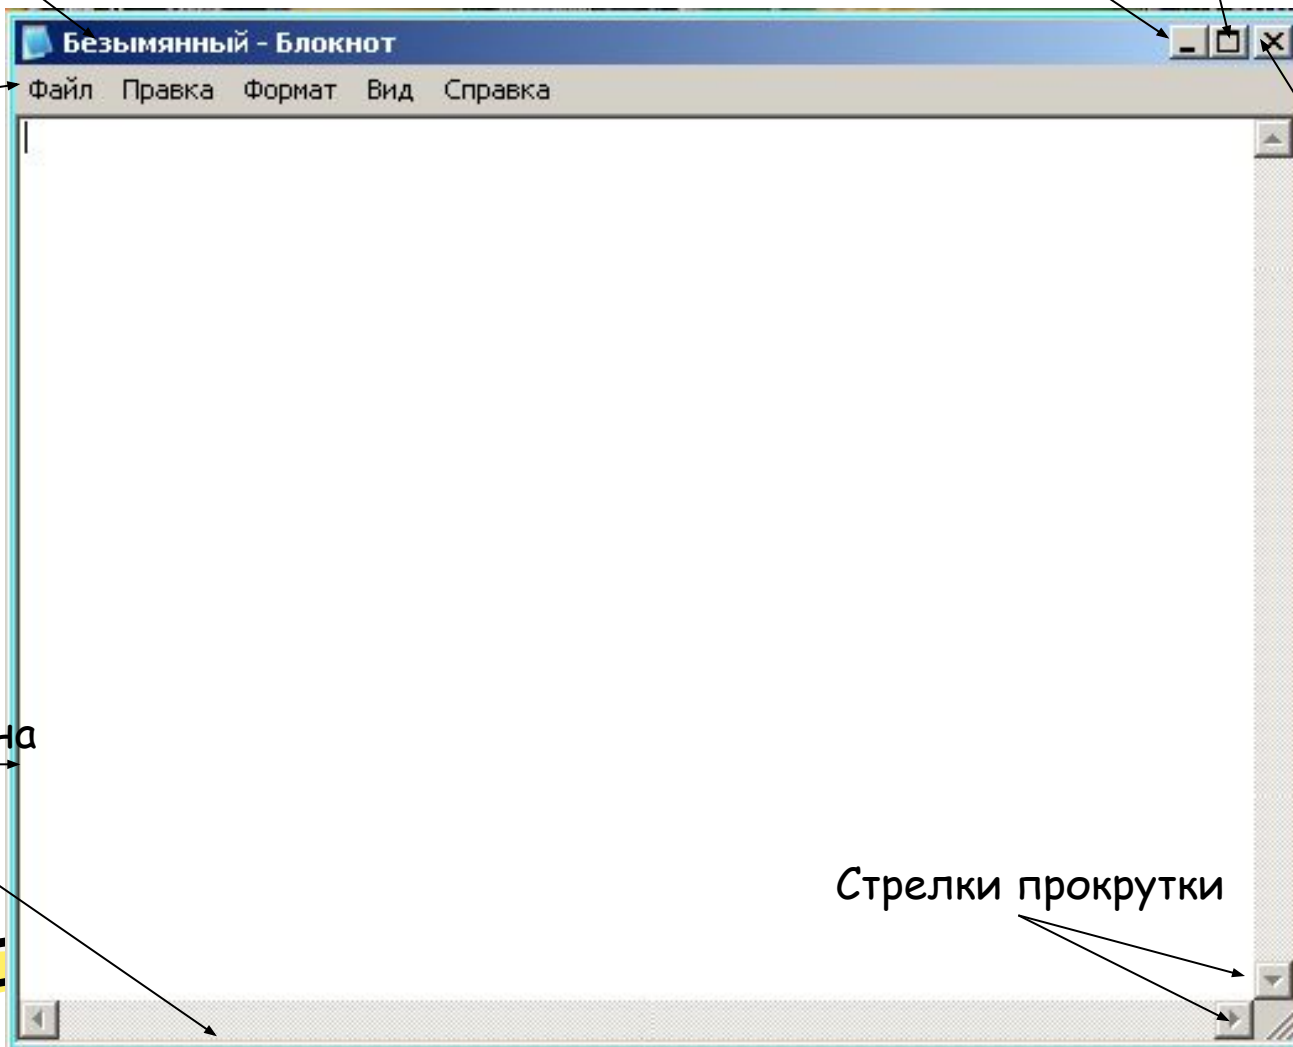 Безымянный - Блокнот
Файл Правка Формат Вид Справка
Стрелки прокрутки